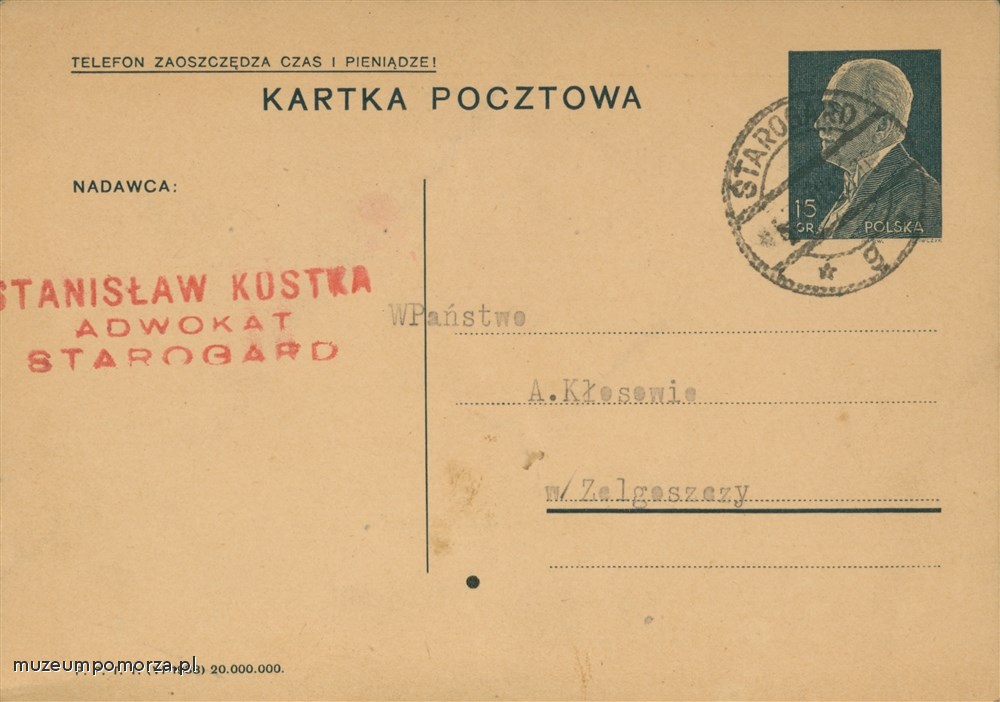 TELEFON ZAOSZCZĘDZA CZAS I PIENIĄDZE!
KARTKA POCZTOWA
STAROGARD
15
GR.
POLSKA
NADAWCA:
STANISŁAW KOSTKA
ADWOKAT
STAROGARD
WPaństwo
A.Kłosowie
w/Zelgoszczy
muzeumpomorza.pl
20.000.000.